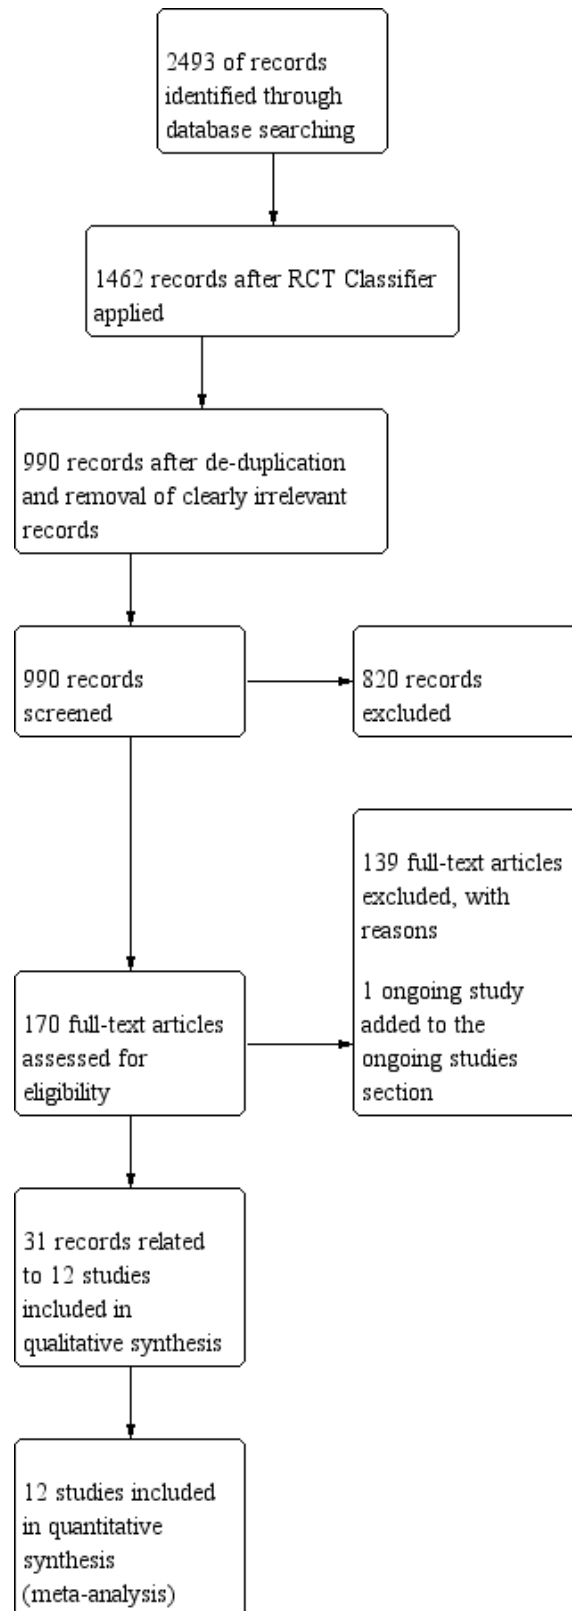 2493 of records
identified through
database searching
1462 records after RCT Classifier
applied
990 records after de-duplication
and removal of clearly irrelevant
records
990 records
screened
820 records
excluded
139 full-text articles
excluded, with
reasons
1 ongoing study
added to the
ongoing studies
section
170 full-text articles
assessed for
eligibility
31 records related
to 12 studies
included in
qualitative synthesis
12 studies included
in quantitative
synthesis
(meta-analysis)